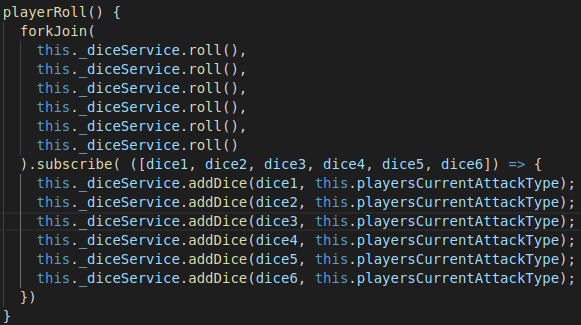 playerRoll() {
  forkJoin(
    this._diceService.roll(),
    this._diceService.roll(),
    this._diceService.roll(),
    this._diceService.roll(),
    this._diceService.roll(),
    this._diceService.roll()
  ).subscribe( ([dice1, dice2, dice3, dice4, dice5, dice6]) => {
    this._diceService.addDice(dice1, this.playersCurrentAttackType);
    this._diceService.addDice(dice2, this.playersCurrentAttackType);
    this._diceService.addDice(dice3, this.playersCurrentAttackType);
    this._diceService.addDice(dice4, this.playersCurrentAttackType);
    this._diceService.addDice(dice5, this.playersCurrentAttackType);
    this._diceService.addDice(dice6, this.playersCurrentAttackType);
  })
}